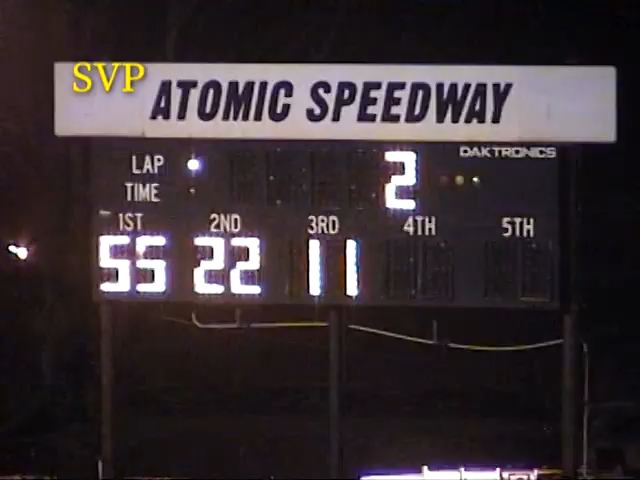 SVP
ATOMIC SPEEDWAY
DAKTRONICS
LAP 2
TIME
1ST 2ND 3RD 4TH 5TH
55 22 11